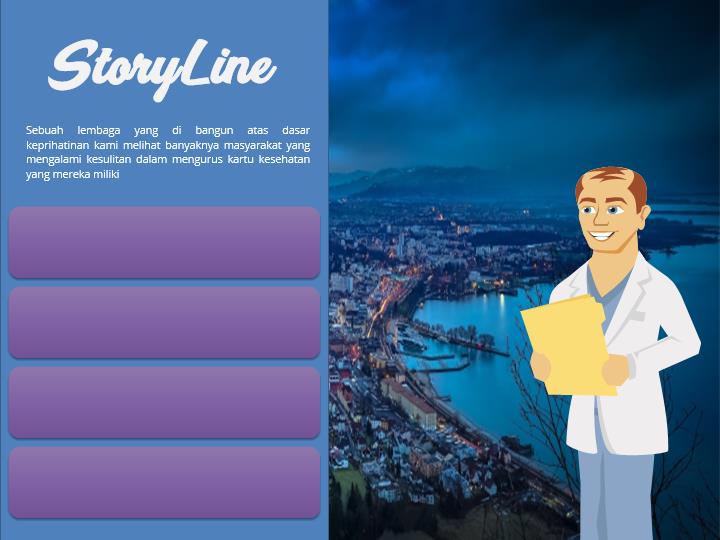 StoryLine
Sebuah lembaga yang di bangun atas dasar
keprihatinan kami melihat banyaknya masyarakat yang
mengalami kesulitan dalam mengurus kartu kesehatan
yang mereka miliki